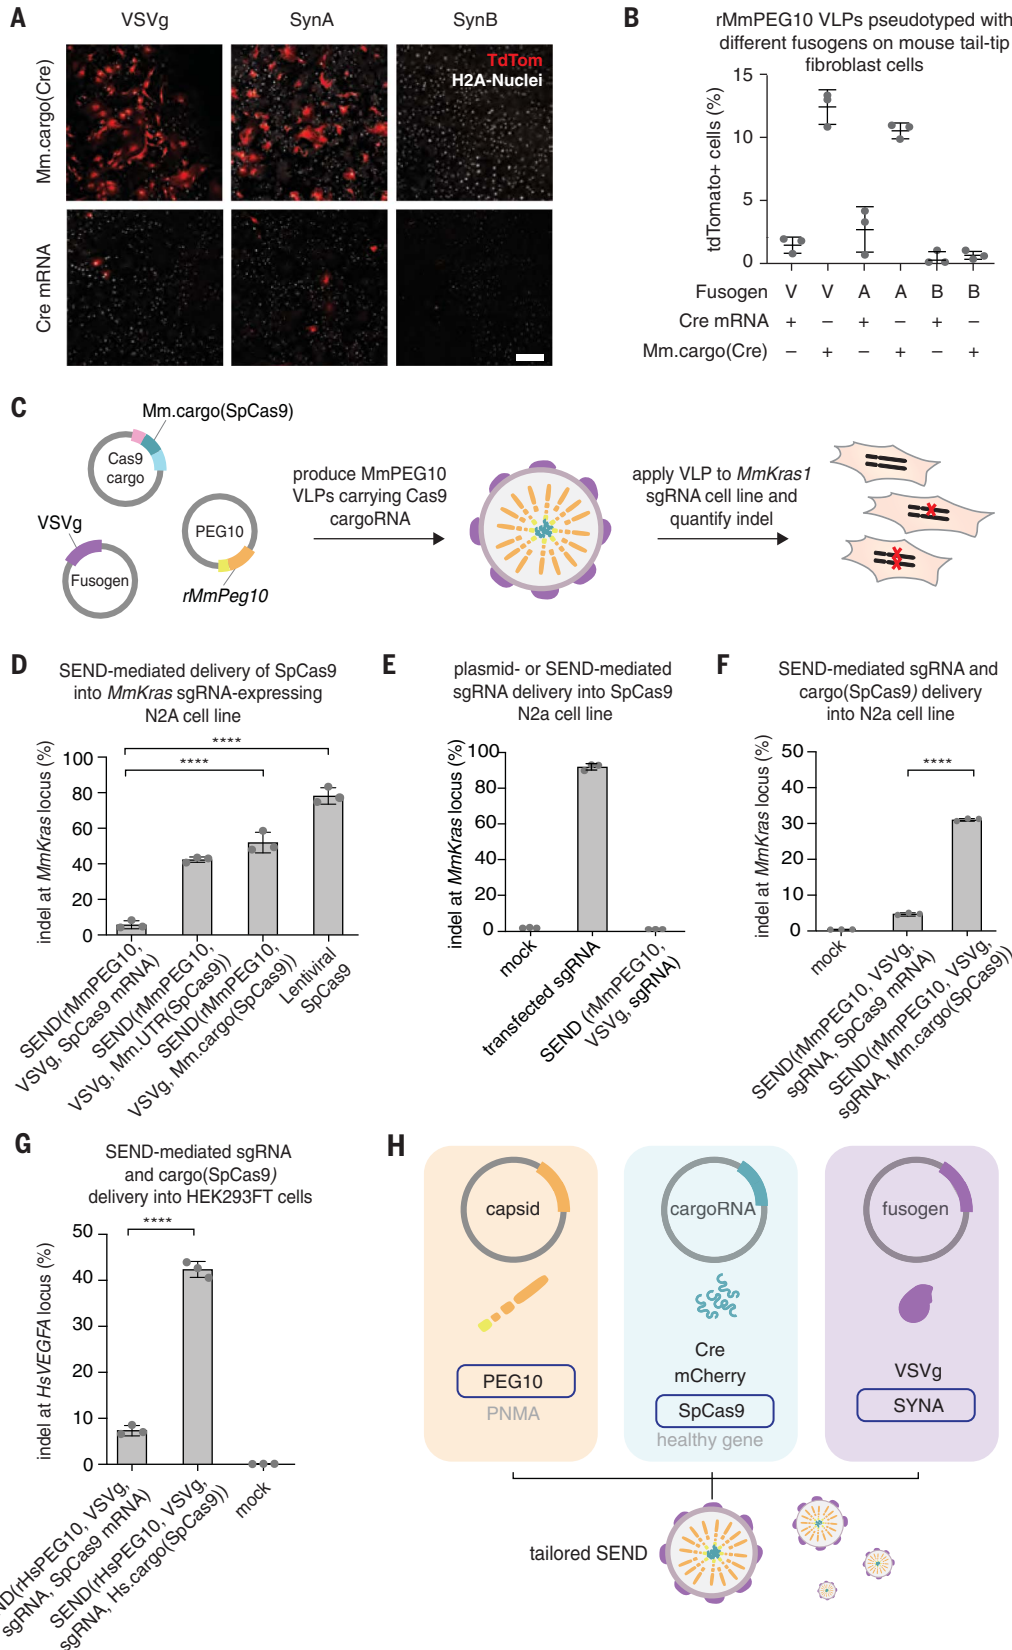 A
VSVg
SynA
SynB
TdTom
H2A-Nuclei
Mm.cargo(Cre)
Cre mRNA
B
rMmPEG10 VLPs pseudotyped with
different fusogens on mouse tail-tip
fibroblast cells
tdTomato+ cells (%)
15
10
5
0
Fusogen V V A A B B
Cre mRNA + – + – + –
Mm.cargo(Cre) – + – + – +
C
Mm.cargo(SpCas9)
Cas9
cargo
VSVg
Fusogen
PEG10
rMmPeg10
produce MmPEG10
VLPs carrying Cas9
cargoRNA
apply VLP to MmKras1
sgRNA cell line and
quantify indel
D
SEND-mediated delivery of SpCas9
into MmKras sgRNA-expressing
N2A cell line
indel at MmKras locus (%)
100
80
60
40
20
0
****
****
SEND(rMmPEG10,
VSVg, SpCas9 mRNA)
SEND(rMmPEG10,
VSVg, Mm.UTR(SpCas9))
SEND(rMmPEG10,
VSVg, Mm.cargo(SpCas9))
Lentiviral
SpCas9
E
plasmid- or SEND-mediated
sgRNA delivery into SpCas9
N2a cell line
indel at MmKras locus (%)
100
80
60
40
20
0
mock
transfected sgRNA
SEND (rMmPEG10,
VSVg, sgRNA)
F
SEND-mediated sgRNA and
cargo(SpCas9) delivery
into N2a cell line
indel at MmKras locus (%)
50
40
30
20
10
0
****
mock
SEND(rMmPEG10, VSVg,
sgRNA, SpCas9 mRNA)
SEND(rMmPEG10, VSVg,
sgRNA, Mm.cargo(SpCas9))
G
SEND-mediated sgRNA
and cargo(SpCas9)
delivery into HEK293FT cells
indel at HsVEGFA locus (%)
50
40
30
20
10
0
****
ND(rHsPEG10, VSVg,
sgRNA, SpCas9 mRNA)
SEND(rHsPEG10, VSVg,
sgRNA, Hs.cargo(SpCas9))
mock
H
capsid
PEG10
PNMA
cargoRNA
Cre
mCherry
SpCas9
healthy gene
fusogen
VSVg
SYNA
tailored SEND